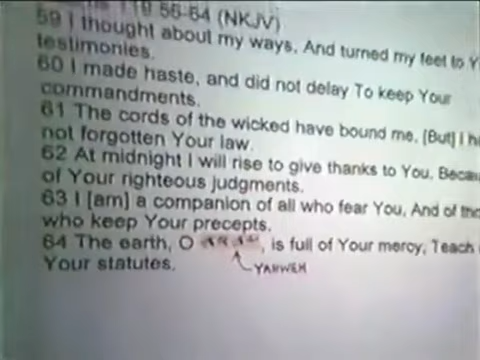 119 56-64 (NKJV)
59 I thought about my ways, And turned my feet to
testimonies.
60 I made haste, and did not delay To keep Your
commandments.
61 The cords of the wicked have bound me, [But] I
not forgotten Your law.
62 At midnight I will rise to give thanks to You,
of Your righteous judgments.
63 I [am] a companion of all who fear You, And of
who keep Your precepts.
64 The earth, O , is full of Your mercy, Teach
Your statutes.
YAHWEH